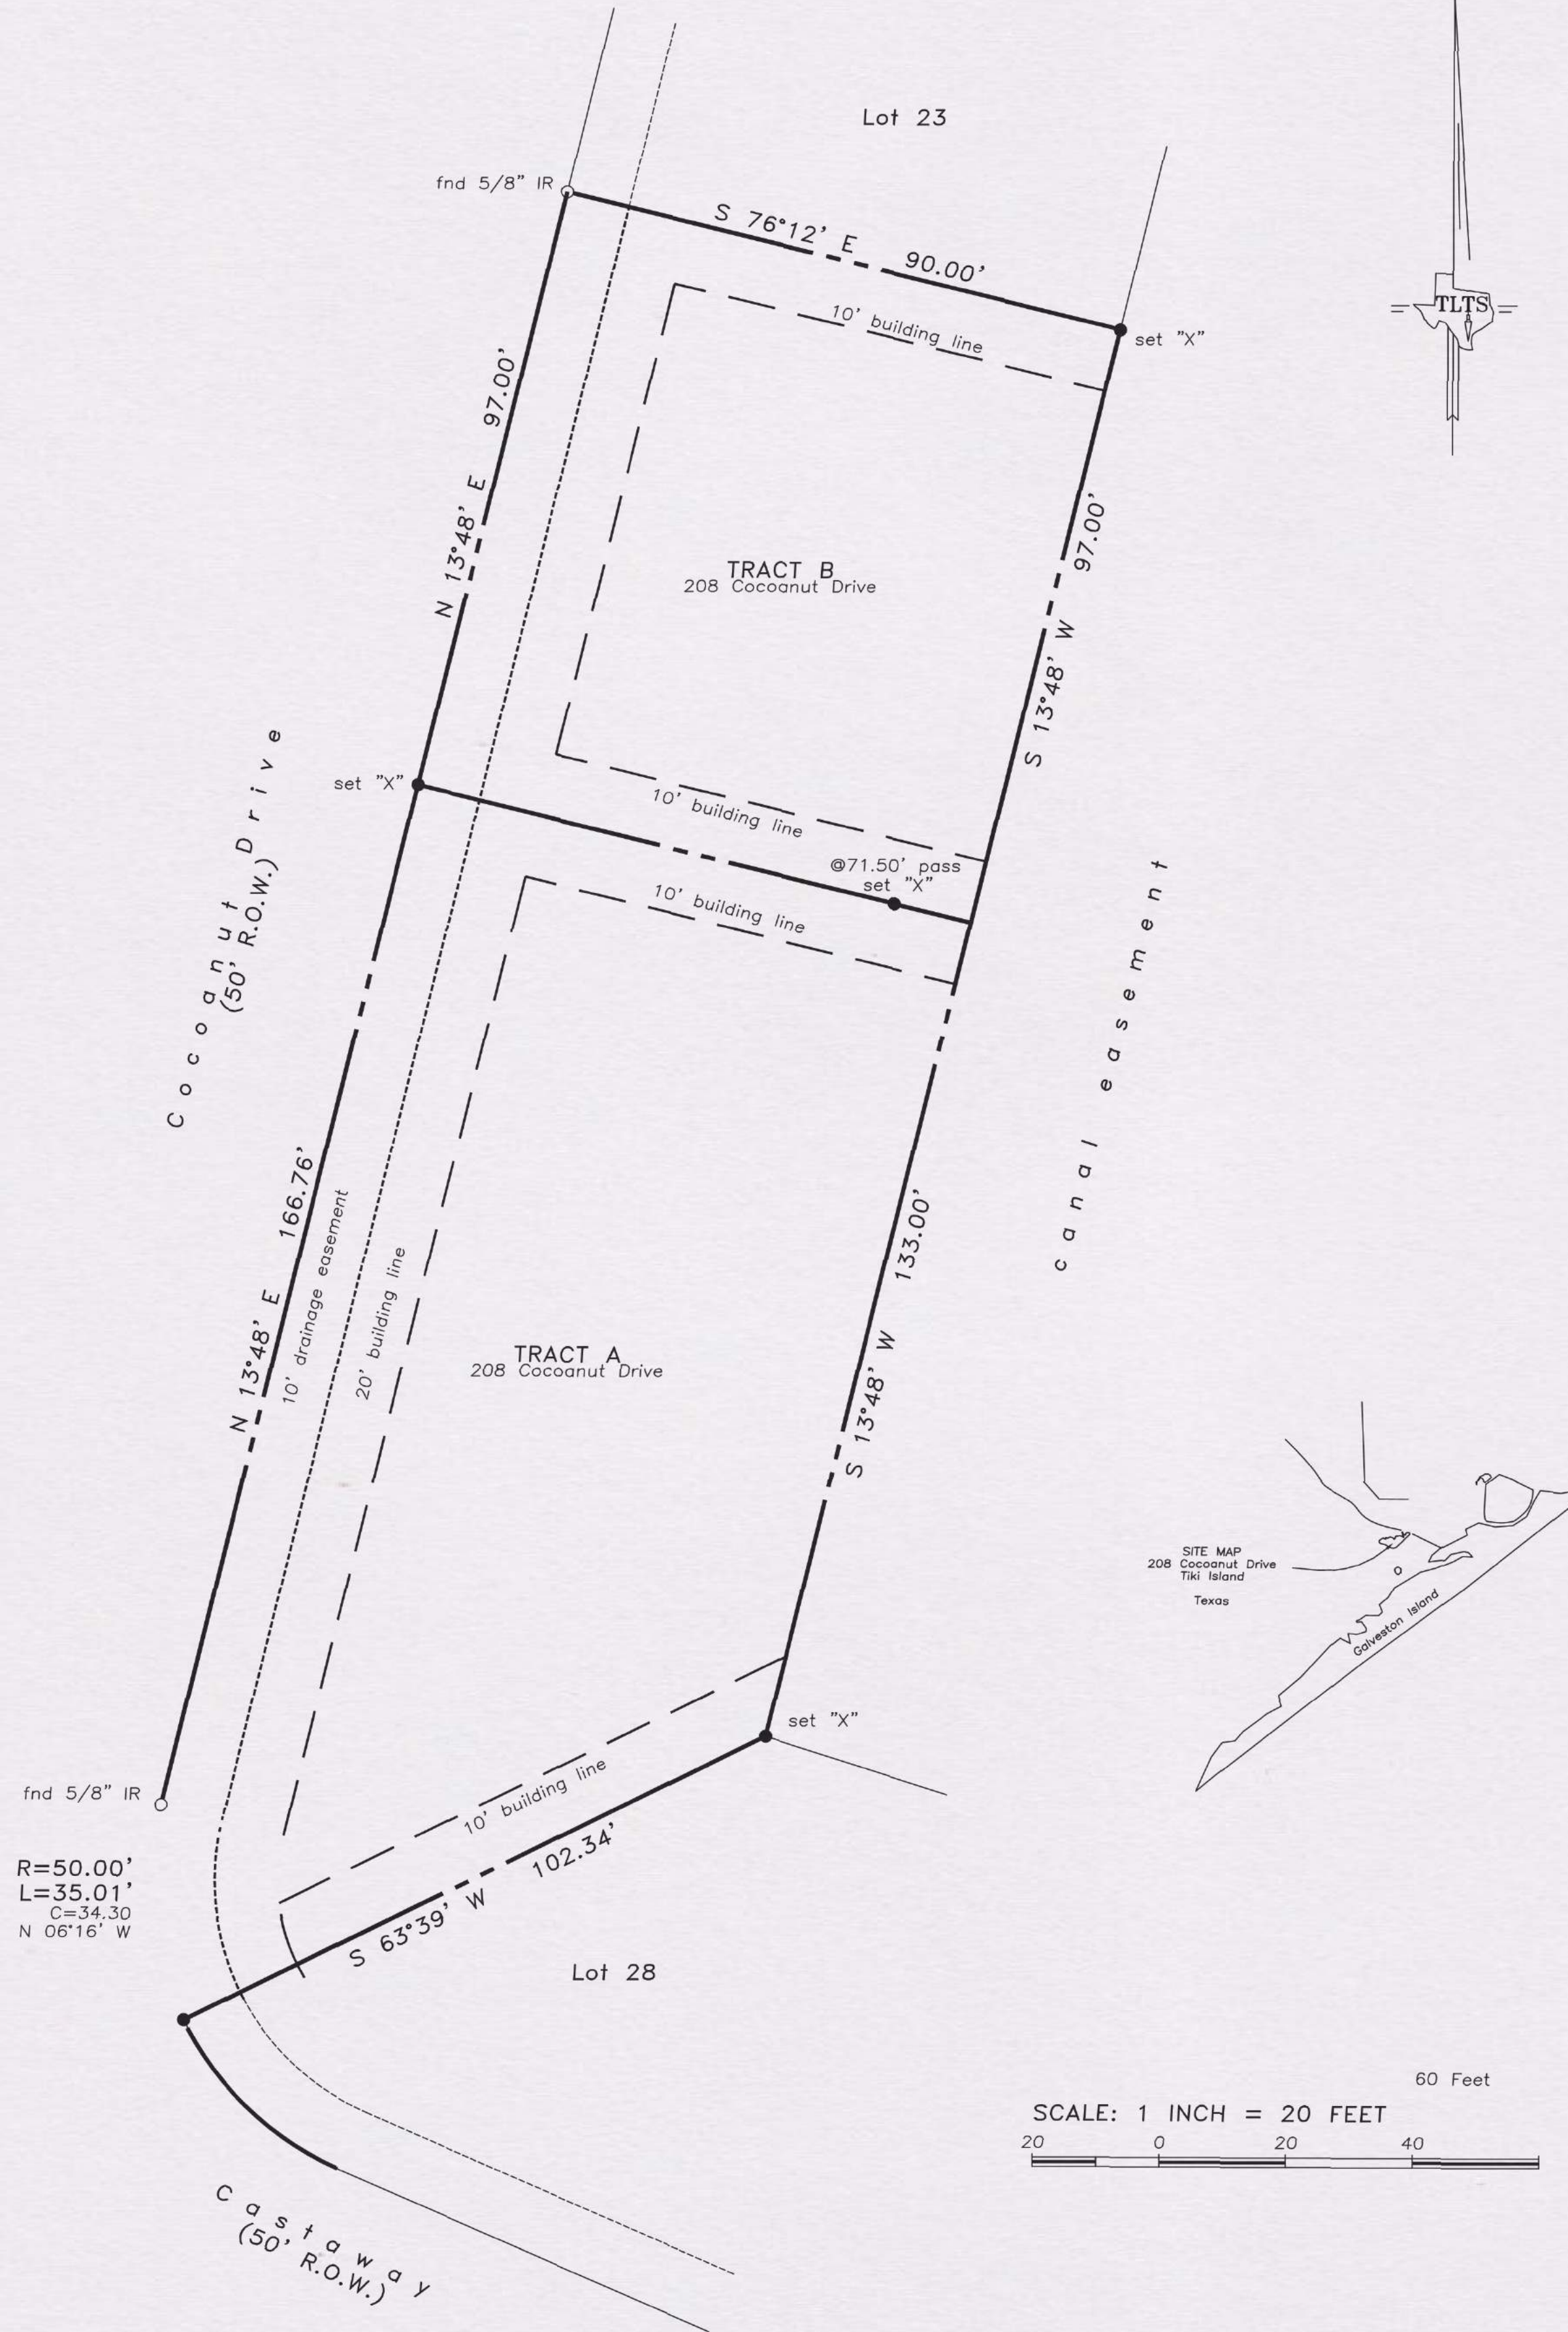 Lot 23
fnd 5/8" IR
S 76°12' E 90.00'
set "X"
10' building line
TLTS
N 13°48' E 97.00'
S 13°48' W 97.00'
TRACT B
208 Cocoanut Drive
set "X"
10' building line
@71.50' pass
set "X"
10' building line
Cocoanut Drive
(50' R.O.W.)
canal easement
N 13°48' E 166.76'
10' drainage easement
20' building line
S 13°48' W 133.00'
TRACT A
208 Cocoanut Drive
SITE MAP
208 Cocoanut Drive
Tiki Island
Texas
Galveston Island
set "X"
fnd 5/8" IR
10' building line
R=50.00'
L=35.01'
C=34.30
N 06°16' W
S 63°39' W 102.34'
Lot 28
60 Feet
SCALE: 1 INCH = 20 FEET
20 0 20 40
Castaway
(50' R.O.W.)